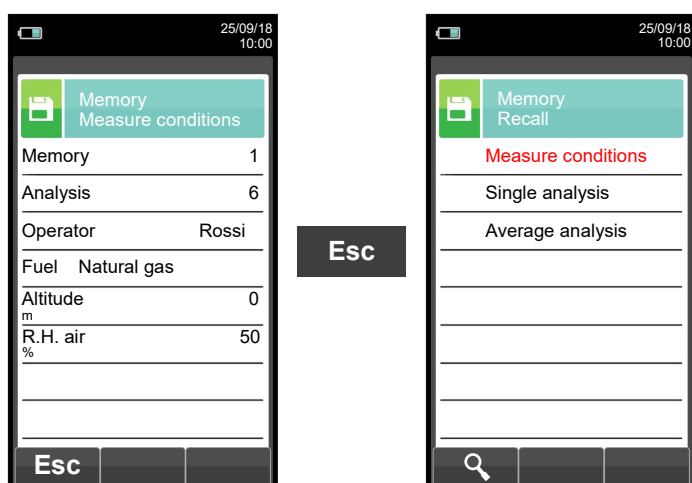 25/09/18
10:00
Memory
Measure conditions
Memory 1
Analysis 6
Operator Rossi
Fuel Natural gas
Altitude 0
m
R.H. air 50
%
Esc
Esc
25/09/18
10:00
Memory
Recall
Measure conditions
Single analysis
Average analysis